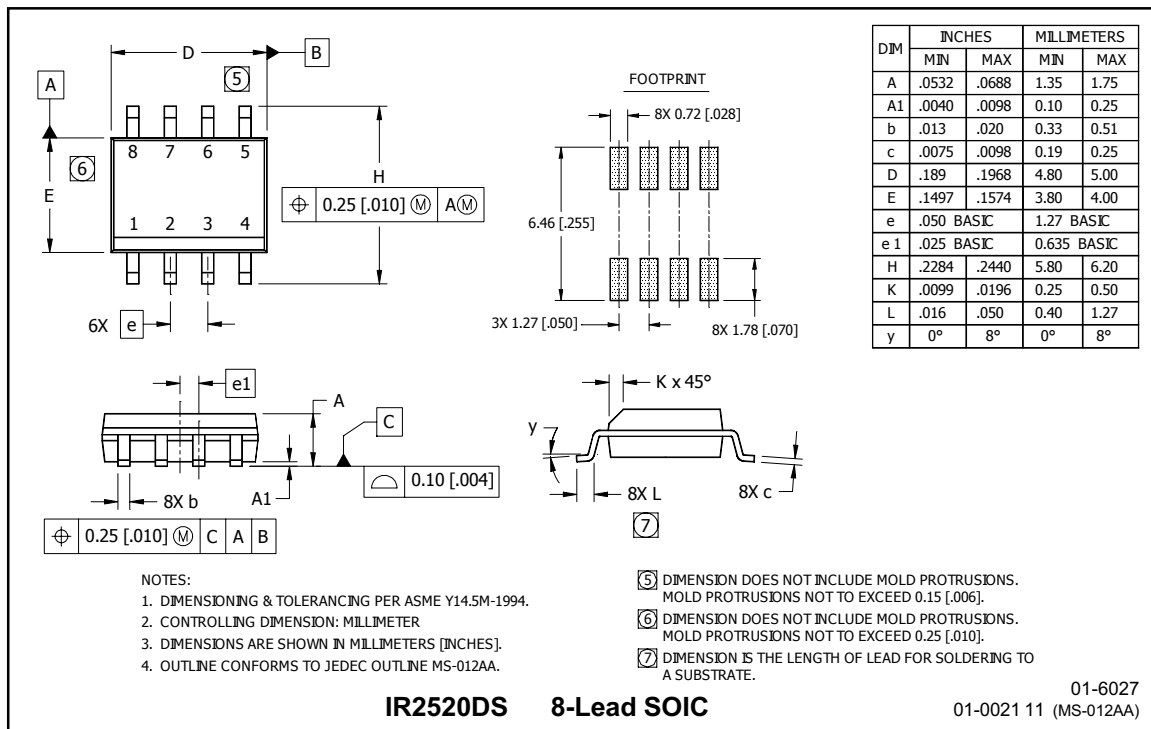 D
B
5
A
8 7 6 5
6
E
H
0.25 [.010] Ⓜ A Ⓜ
1 2 3 4
6X e
FOOTPRINT
8X 0.72 [.028]
6.46 [.255]
3X 1.27 [.050]
8X 1.78 [.070]
DIM INCHES MILLIMETERS
MIN MAX MIN MAX
A .0532 .0688 1.35 1.75
A1 .0040 .0098 0.10 0.25
b .013 .020 0.33 0.51
c .0075 .0098 0.19 0.25
D .189 .1968 4.80 5.00
E .1497 .1574 3.80 4.00
e .050 BASIC 1.27 BASIC
e 1 .025 BASIC 0.635 BASIC
H .2284 .2440 5.80 6.20
K .0099 .0196 0.25 0.50
L .016 .050 0.40 1.27
y 0° 8° 0° 8°
e1
A
C
0.10 [.004]
8X b
A1
0.25 [.010] Ⓜ C A B
K x 45°
y
8X L
8X c
7
NOTES:
1. DIMENSIONING & TOLERANCING PER ASME Y14.5M-1994.
2. CONTROLLING DIMENSION: MILLIMETER
3. DIMENSIONS ARE SHOWN IN MILLIMETERS [INCHES].
4. OUTLINE CONFORMS TO JEDEC OUTLINE MS-012AA.
5 DIMENSION DOES NOT INCLUDE MOLD PROTRUSIONS.
MOLD PROTRUSIONS NOT TO EXCEED 0.15 [.006].
6 DIMENSION DOES NOT INCLUDE MOLD PROTRUSIONS.
MOLD PROTRUSIONS NOT TO EXCEED 0.25 [.010].
7 DIMENSION IS THE LENGTH OF LEAD FOR SOLDERING TO
A SUBSTRATE.
IR2520DS 8-Lead SOIC
01-6027
01-0021 11 (MS-012AA)